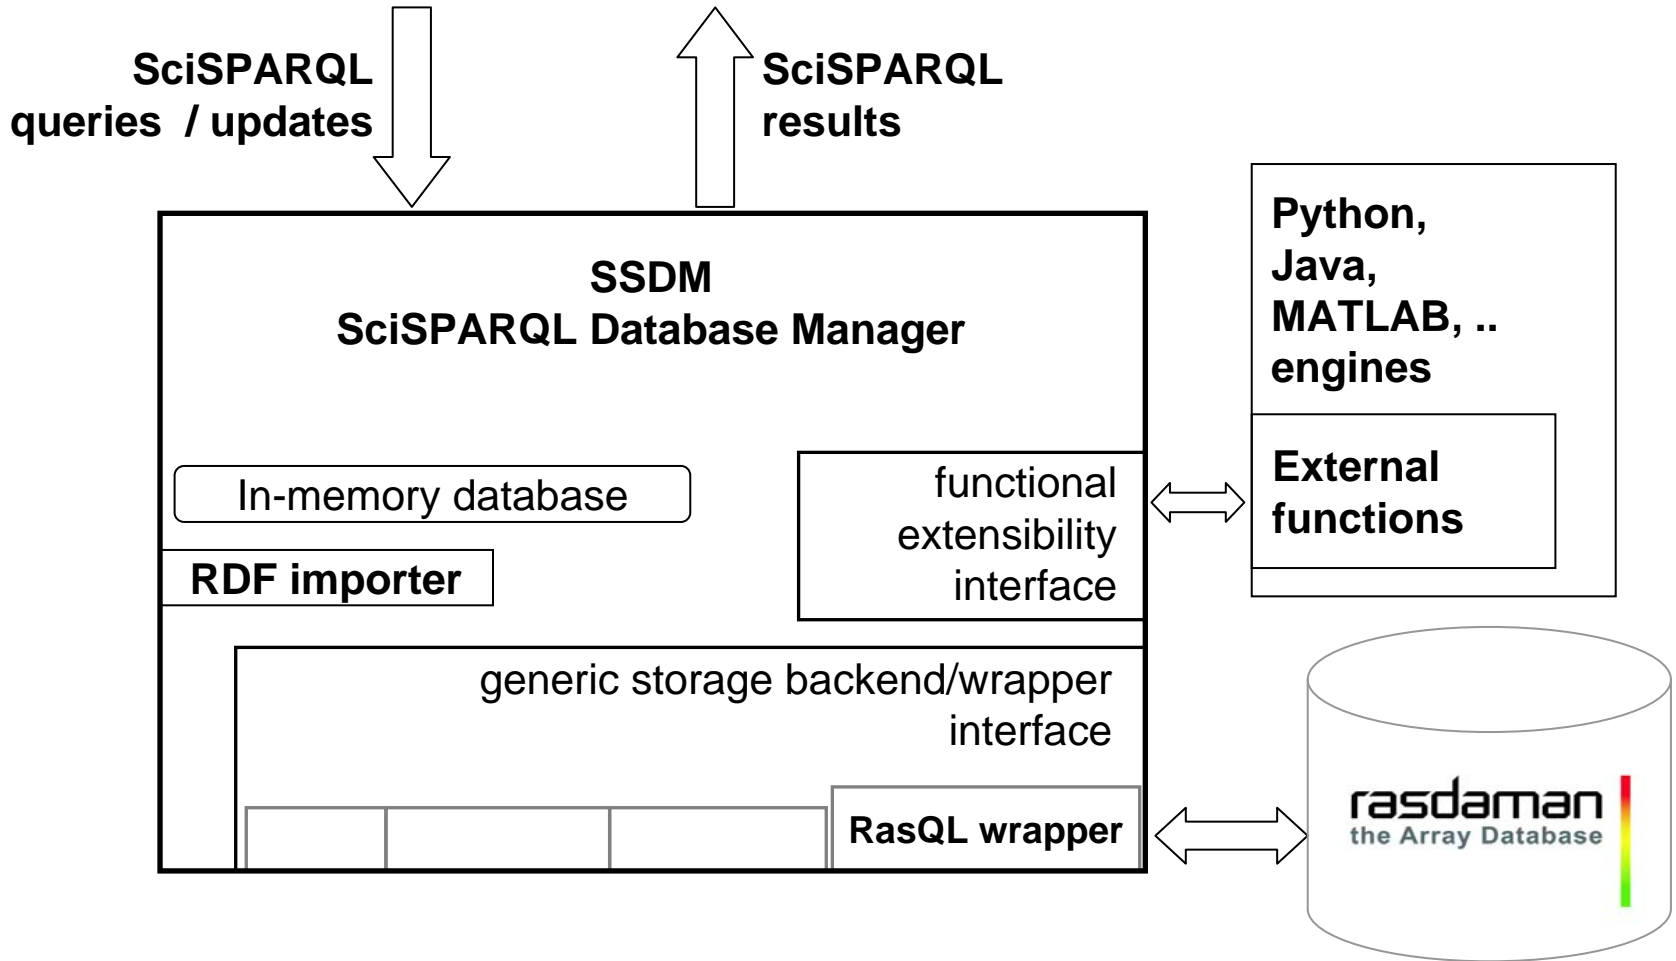 SciSPARQL
queries / updates
SciSPARQL
results
SSDM
SciSPARQL Database Manager
Python,
Java,
MATLAB, ..
engines
In-memory database
functional
extensibility
interface
External
functions
RDF importer
generic storage backend/wrapper
interface
RasQL wrapper
rasdaman
the Array Database